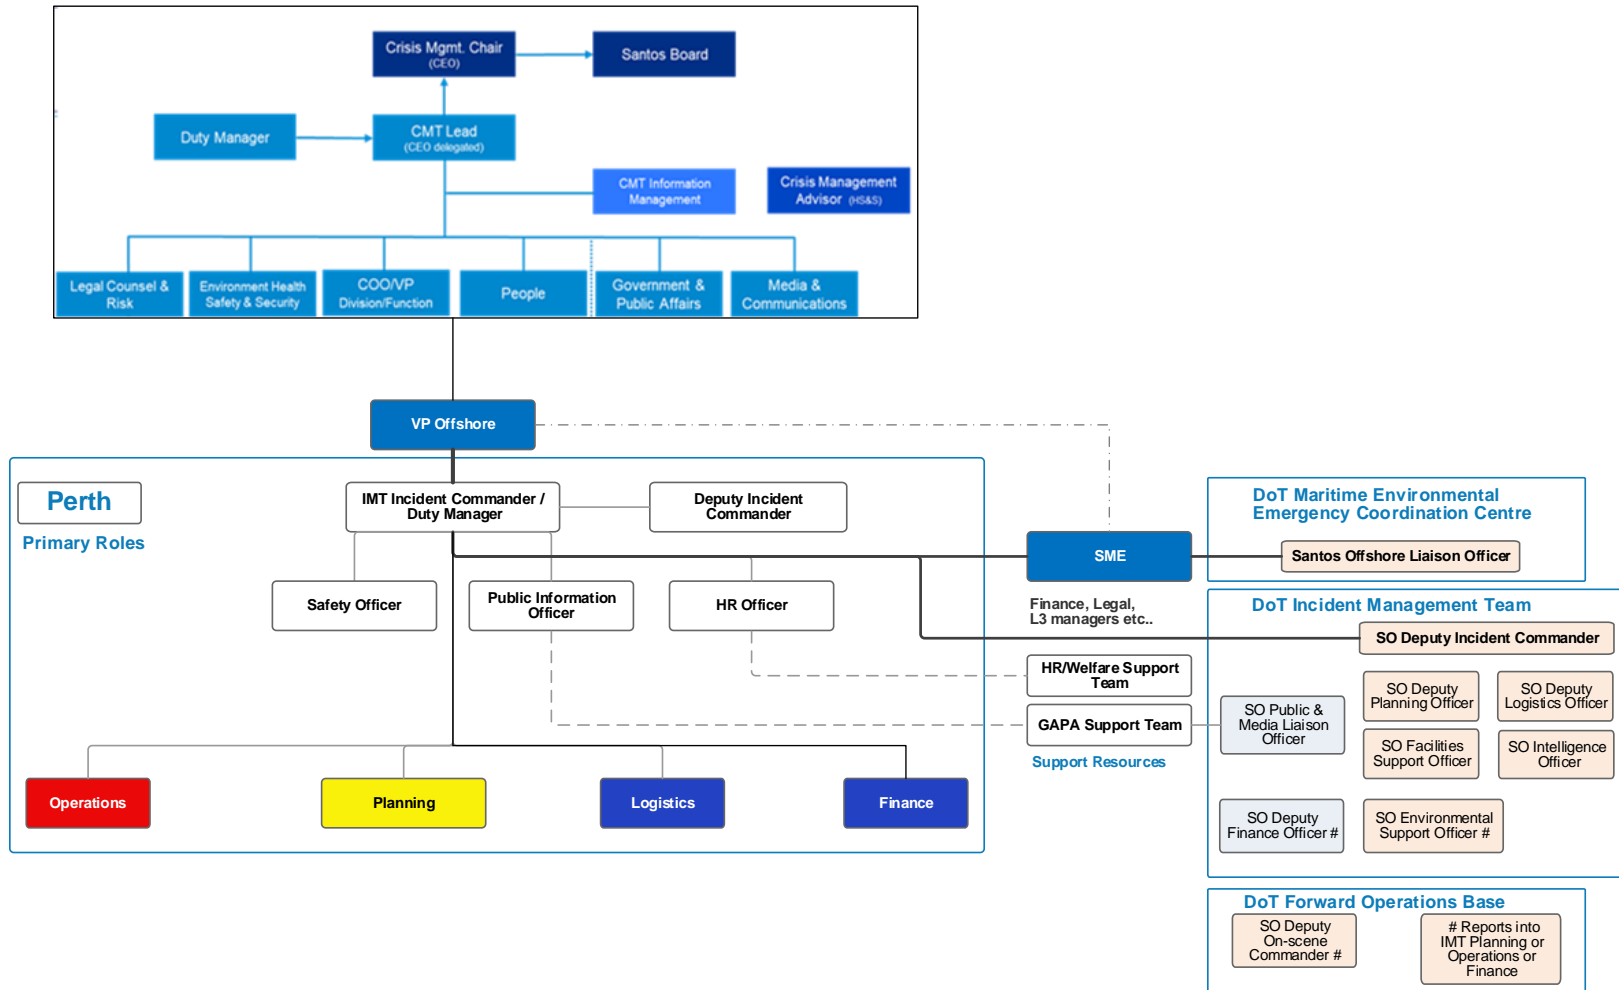 Crisis Mgmt. Chair
(CEO)
Santos Board
Duty Manager
CMT Lead
(CEO delegated)
CMT Information
Management
Crisis Management
Advisor (HS&S)
Legal Counsel &
Risk
Environment Health
Safety & Security
COO/VP
Division/Function
People
Government &
Public Affairs
Media &
Communications
VP Offshore
Perth
Primary Roles
IMT Incident Commander /
Duty Manager
Deputy Incident
Commander
Safety Officer
Public Information
Officer
HR Officer
SME
Finance, Legal,
L3 managers etc..
HR/Welfare Support
Team
GAPA Support Team
Support Resources
Operations
Planning
Logistics
Finance
DoT Maritime Environmental
Emergency Coordination Centre
Santos Offshore Liaison Officer
DoT Incident Management Team
SO Deputy Incident Commander
SO Public &
Media Liaison
Officer
SO Deputy
Planning Officer
SO Deputy
Logistics Officer
SO Facilities
Support Officer
SO Intelligence
Officer
SO Deputy
Finance Officer #
SO Environmental
Support Officer #
DoT Forward Operations Base
SO Deputy
On-scene
Commander #
# Reports into
IMT Planning or
Operations or
Finance